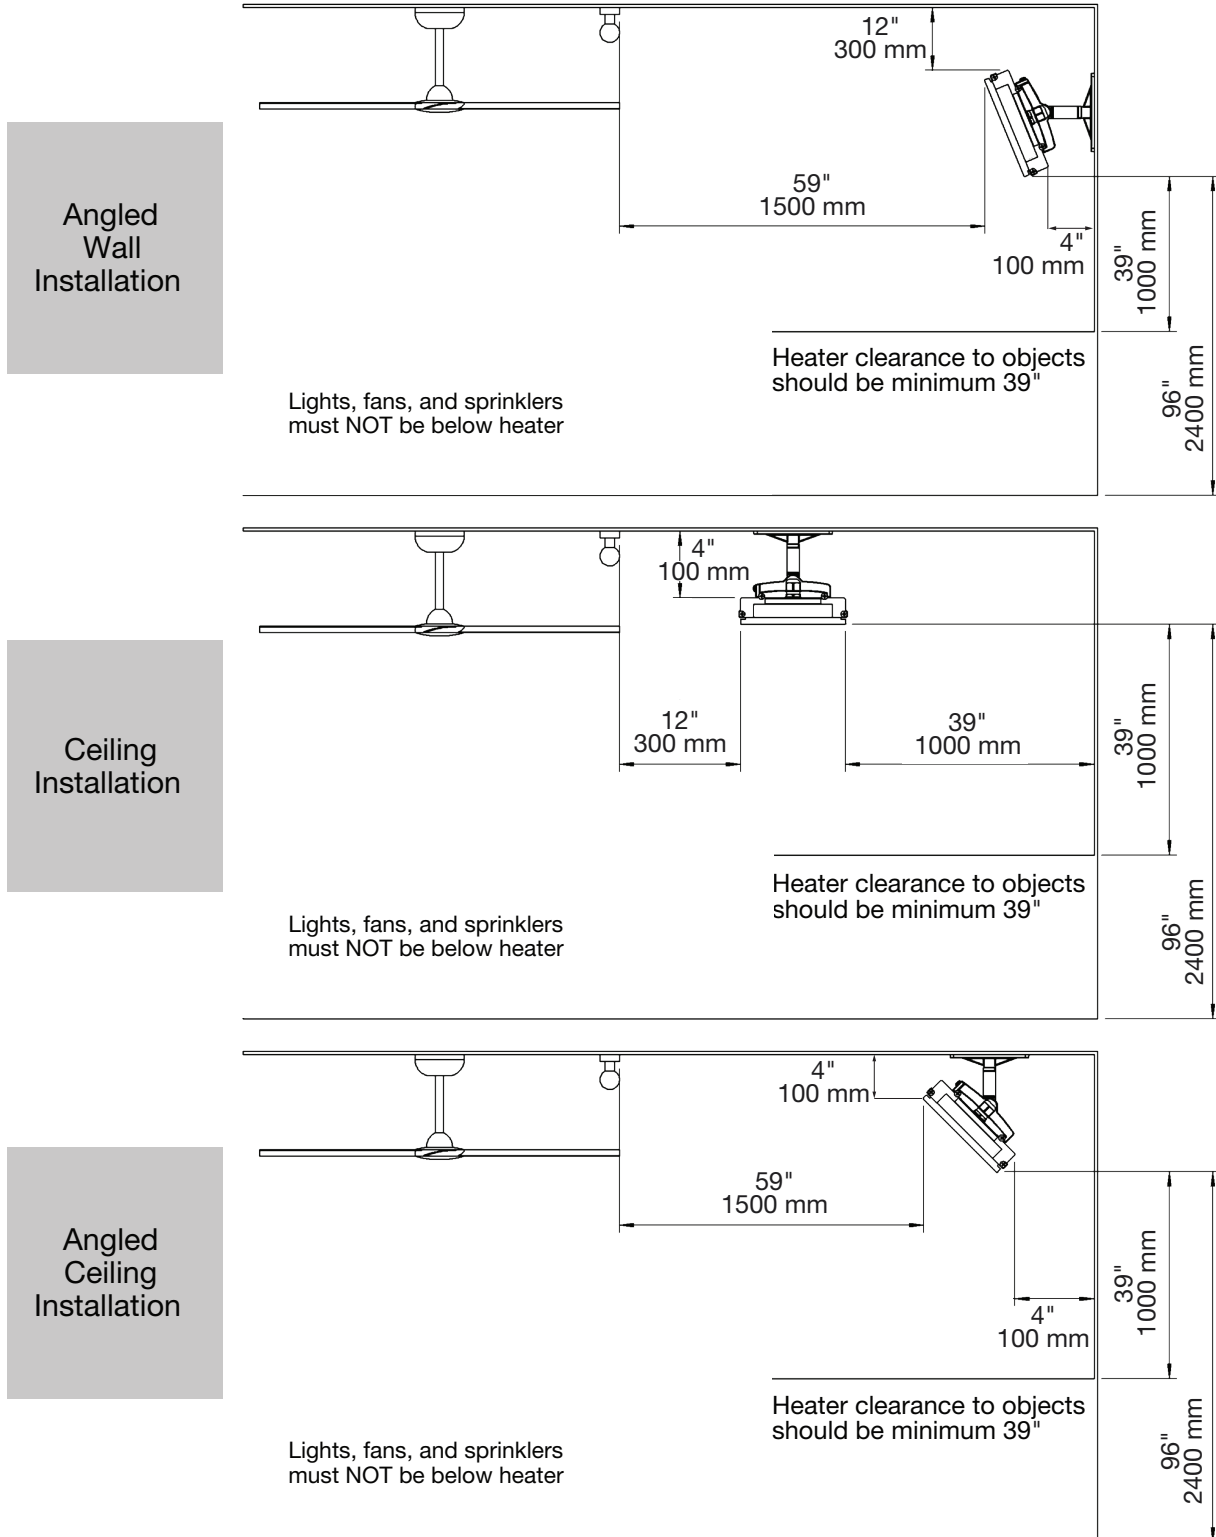 12"
300 mm
59"
1500 mm
4"
100 mm
39"
1000 mm
96"
2400 mm
Angled
Wall
Installation
Heater clearance to objects
should be minimum 39"
Lights, fans, and sprinklers
must NOT be below heater
4"
100 mm
12"
300 mm
39"
1000 mm
39"
1000 mm
96"
2400 mm
Ceiling
Installation
Heater clearance to objects
should be minimum 39"
Lights, fans, and sprinklers
must NOT be below heater
4"
100 mm
59"
1500 mm
4"
100 mm
39"
1000 mm
96"
2400 mm
Angled
Ceiling
Installation
Heater clearance to objects
should be minimum 39"
Lights, fans, and sprinklers
must NOT be below heater